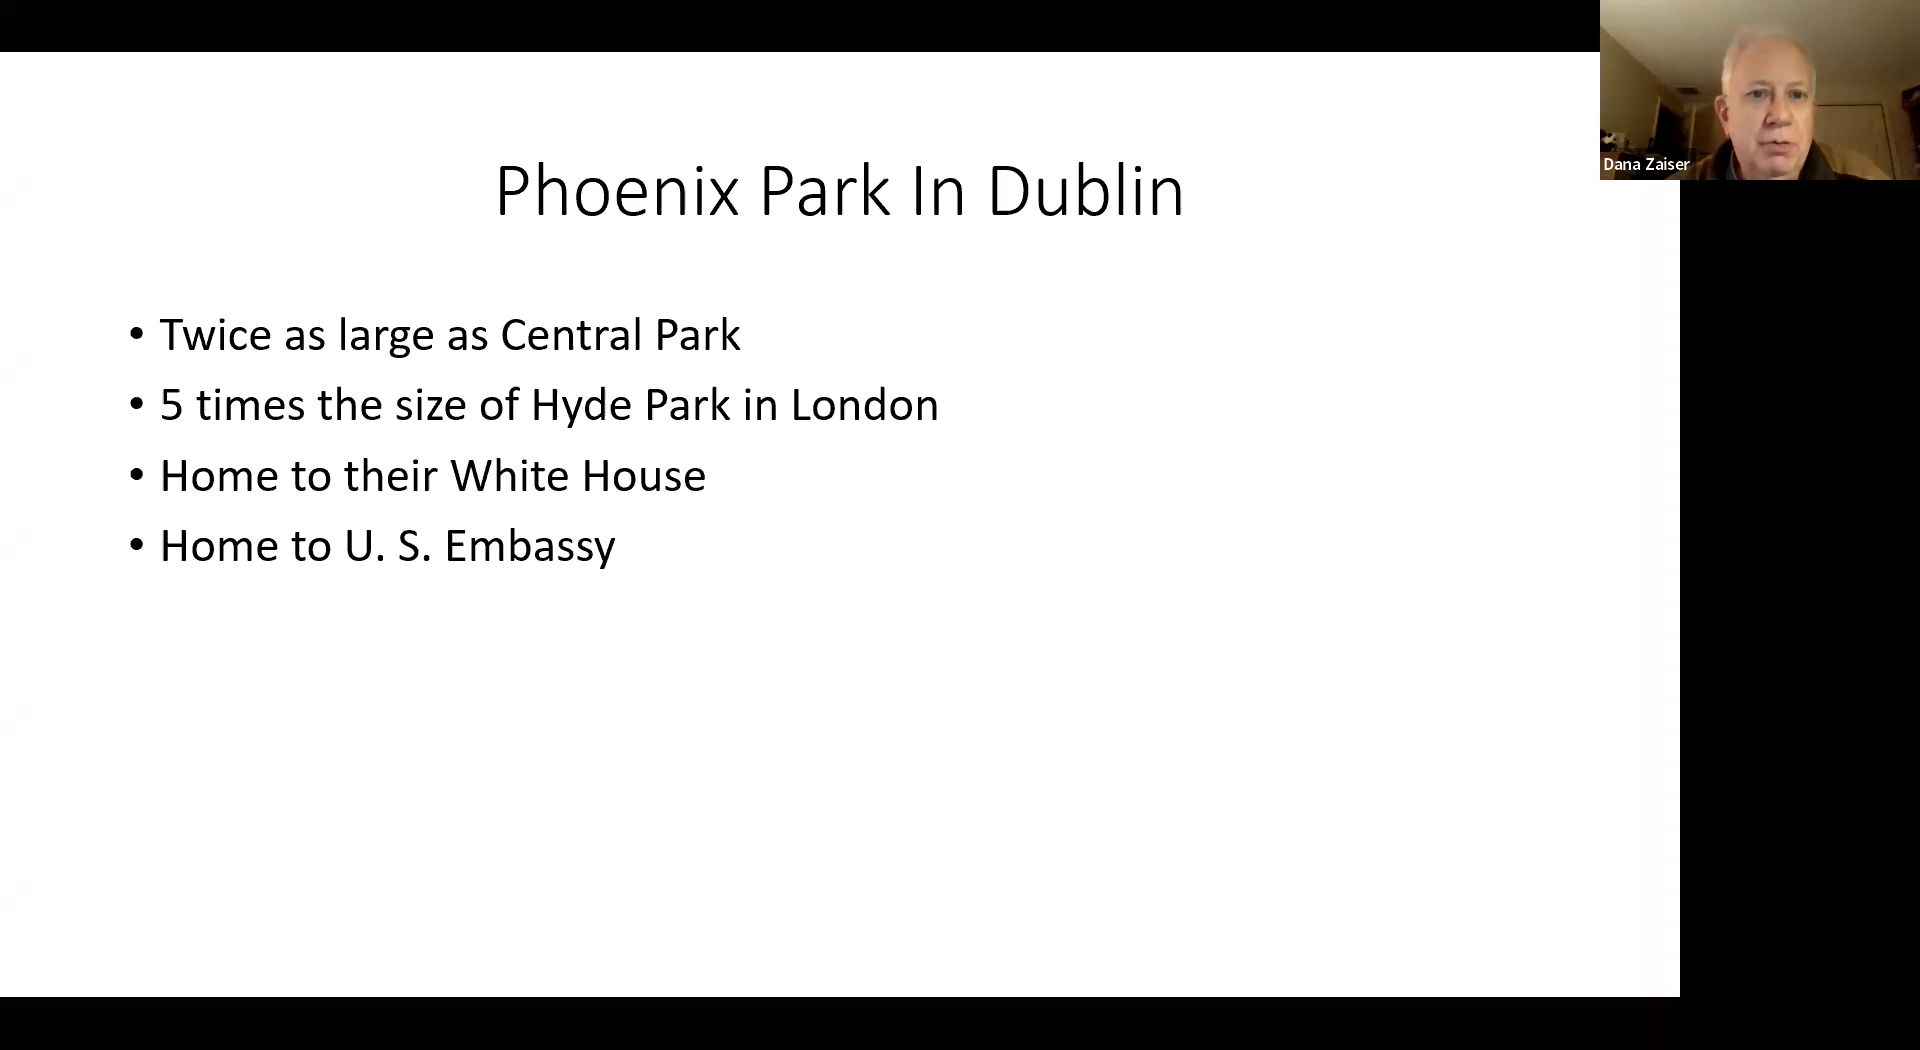 Phoenix Park In Dublin
• Twice as large as Central Park
• 5 times the size of Hyde Park in London
• Home to their White House
• Home to U. S. Embassy
Dana Zaiser